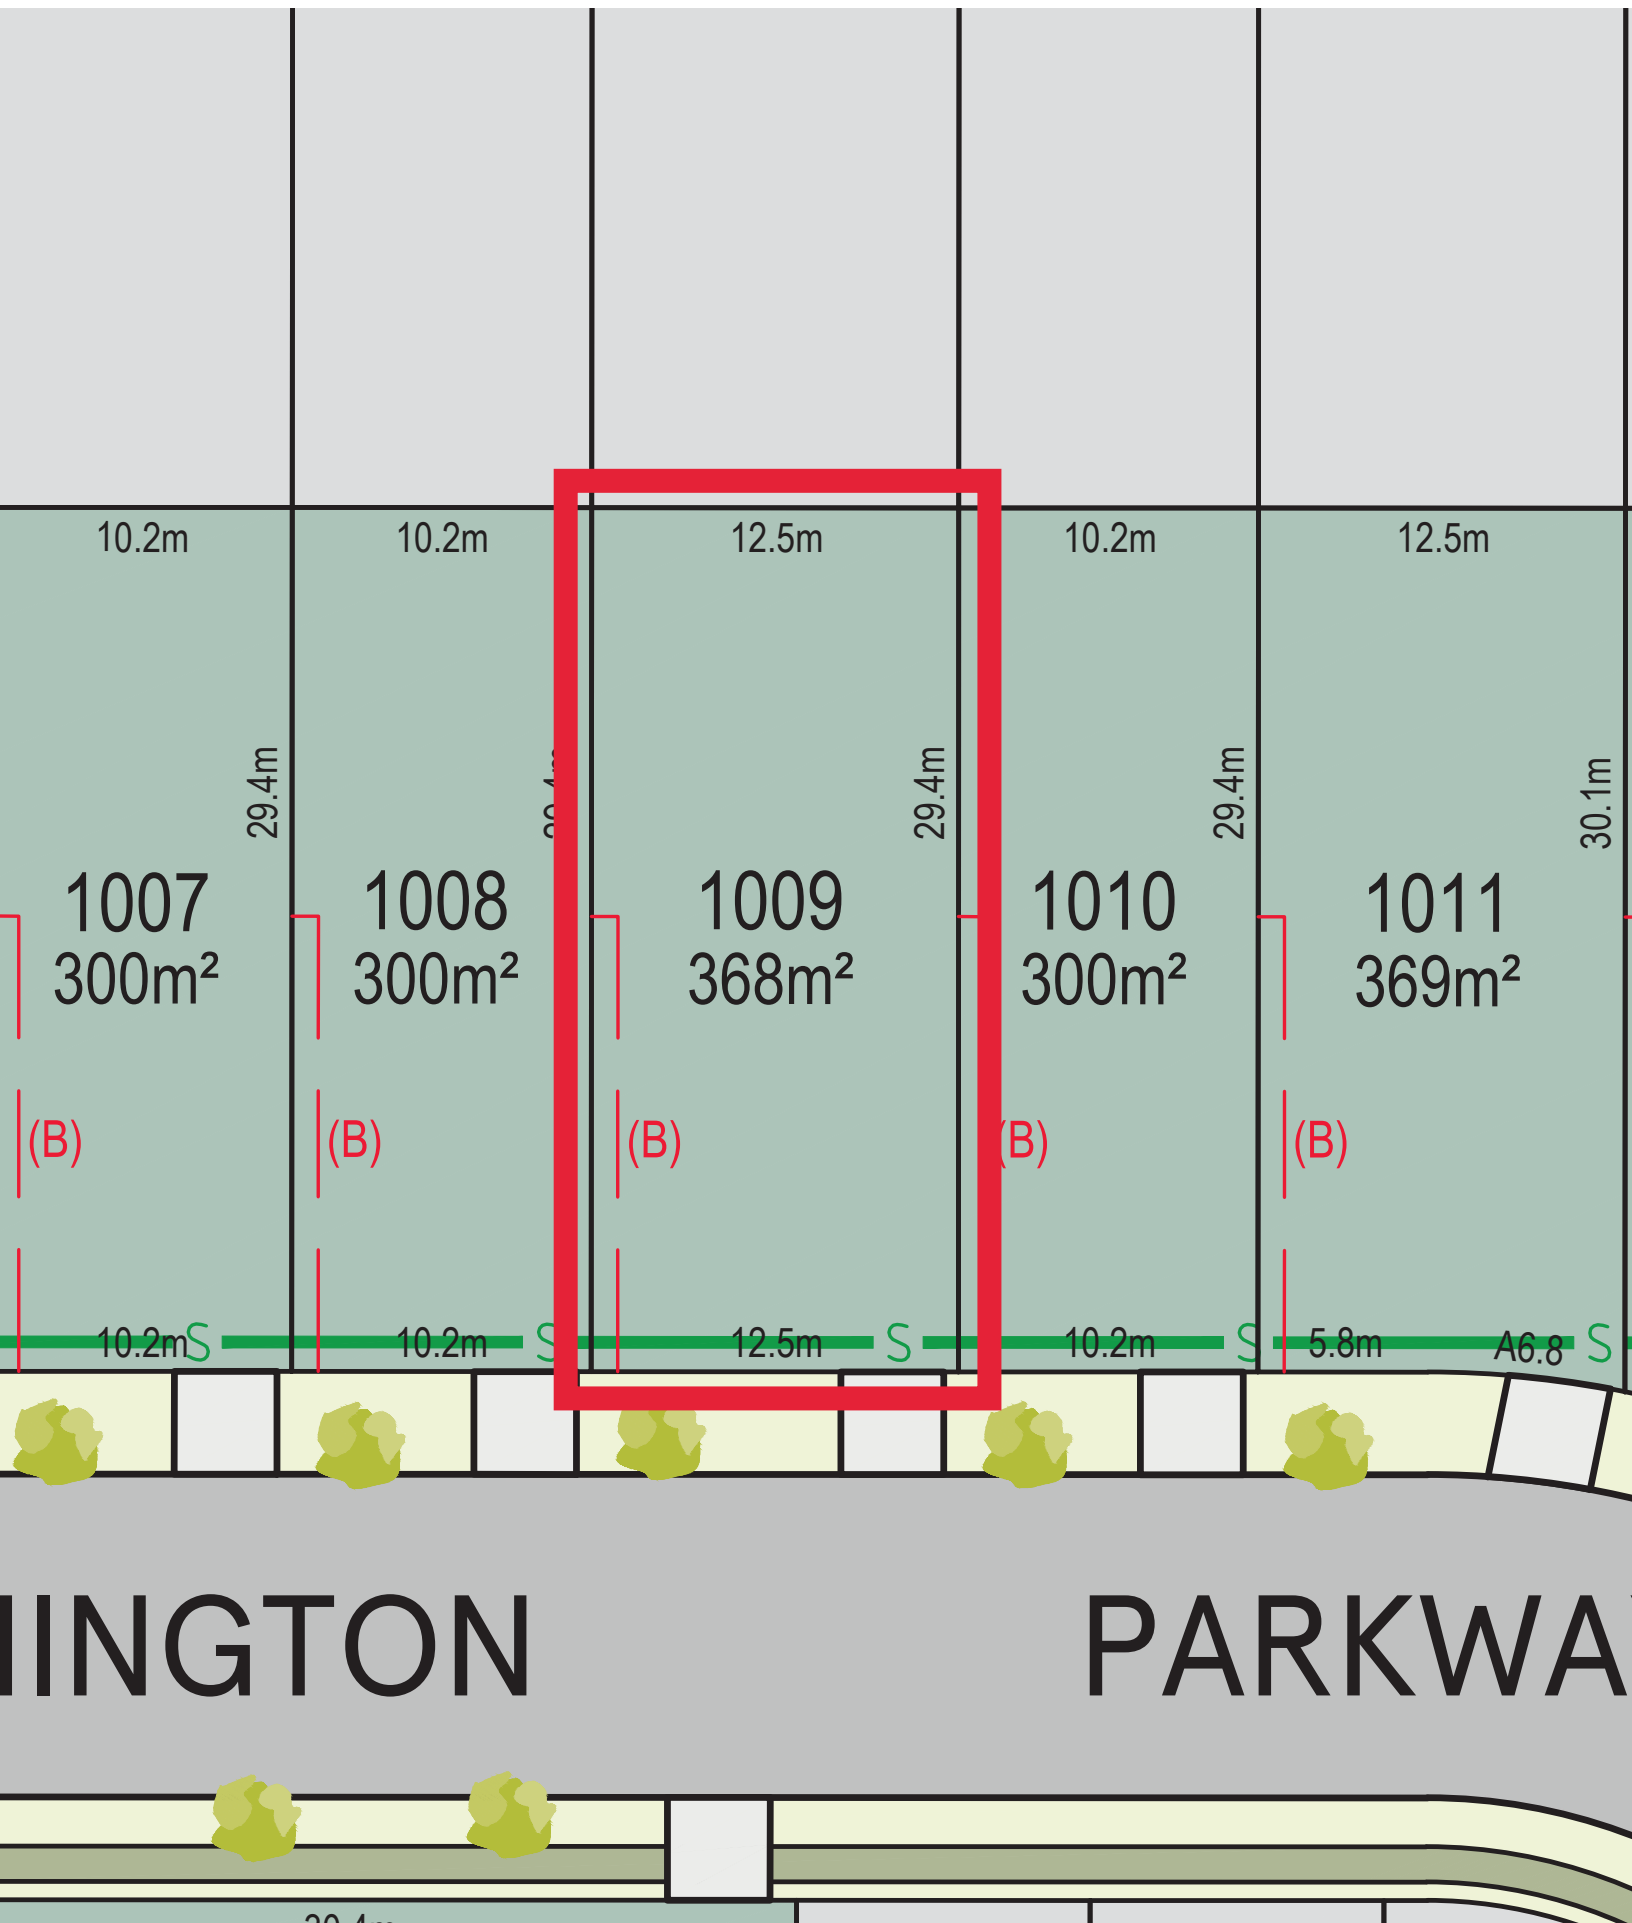 10.2m 10.2m 12.5m 10.2m 12.5m
29.4m 29.4m 29.4m 30.1m
1007 1008 1009 1010 1011
300m² 300m² 368m² 300m² 369m²
(B) (B) (B) (B) (B)
10.2m S 10.2m S 12.5m S 10.2m S 5.8m A6.8 S
INGTON PARKWA